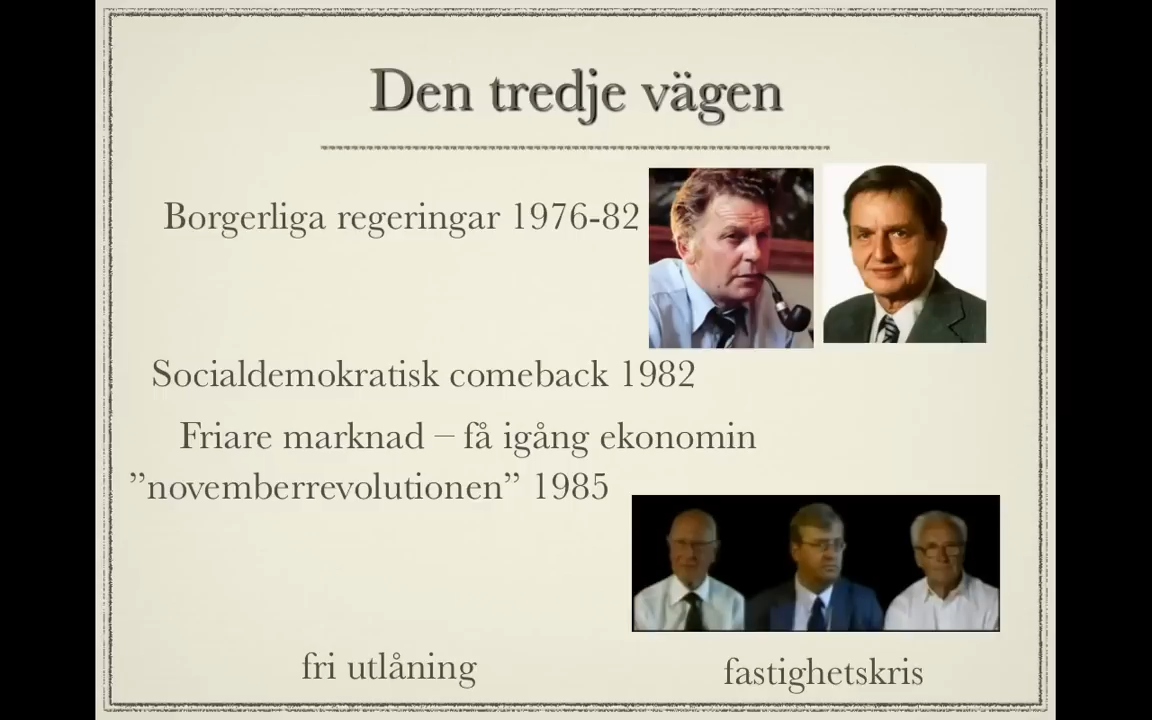 Den tredje vägen
Borgerliga regeringar 1976-82
Socialdemokratisk comeback 1982
Friare marknad – få igång ekonomin
”novemberrevolutionen” 1985
fri utlåning
fastighetskris